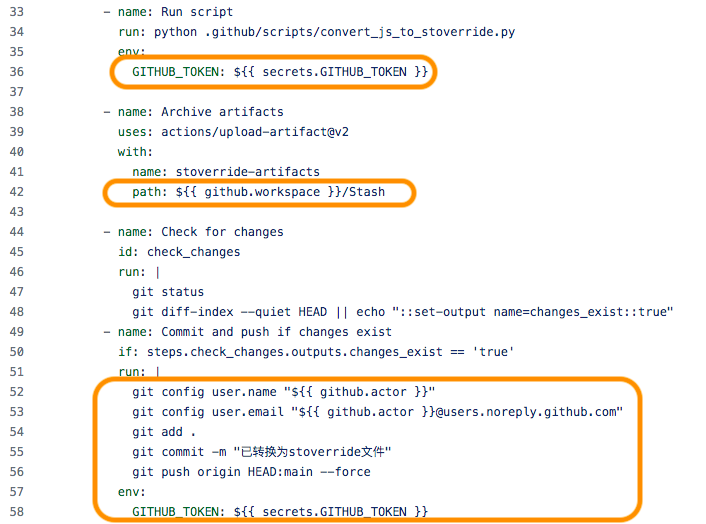 33 - name: Run script
34 run: python .github/scripts/convert_js_to_stoverride.py
35 env:
36 GITHUB_TOKEN: ${{ secrets.GITHUB_TOKEN }}
37
38 - name: Archive artifacts
39 uses: actions/upload-artifact@v2
40 with:
41 name: stoverride-artifacts
42 path: ${{ github.workspace }}/Stash
43
44 - name: Check for changes
45 id: check_changes
46 run: |
47 git status
48 git diff-index --quiet HEAD || echo "::set-output name=changes_exist::true"
49 - name: Commit and push if changes exist
50 if: steps.check_changes.outputs.changes_exist == 'true'
51 run: |
52 git config user.name "${{ github.actor }}"
53 git config user.email "${{ github.actor }}@users.noreply.github.com"
54 git add .
55 git commit -m "已转换为stoverride文件"
56 git push origin HEAD:main --force
57 env:
58 GITHUB_TOKEN: ${{ secrets.GITHUB_TOKEN }}